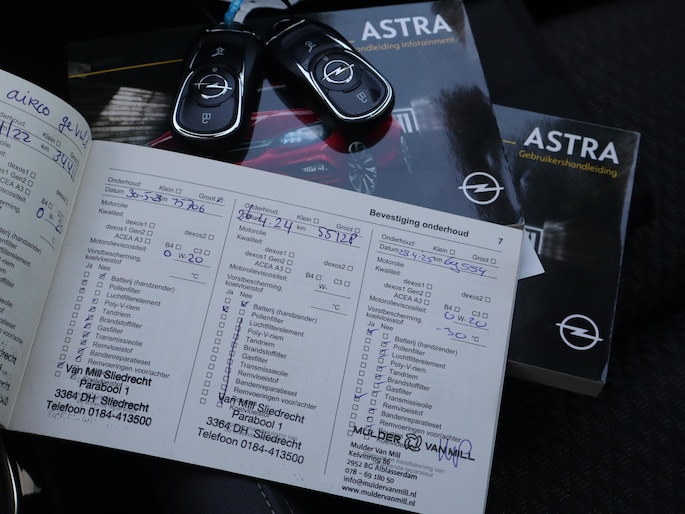 ASTRA
Handleiding Infotainment
ASTRA
Gebruikershandleiding
airco gevuld
Bevestiging onderhoud
7
Onderhoud: Klein Groot
Datum km 77706
Motorolie
Kwaliteit:
dexos1 dexos2
dexos1 Gen2
ACEA A3 B4 C3
Motorolieviscositeit: 0 W-20
Vorstbescherming
koelvloeistof °C
Ja Nee
Batterij (handzender)
Pollenfilter
Luchtfilterelement
Poly-V-riem
Tandriem
Brandstoffilter
Gasfilter
Transmissieolie
Remvloeistof
Bandenreparatieset
Remvoeringen voor/achter
Van Mill Sliedrecht
Parabool 1
3364 DH Sliedrecht
Telefoon 0184-413500
Onderhoud: Klein Groot
26-4-24 km 55128
Motorolie
Kwaliteit:
dexos1 dexos2
dexos1 Gen2
ACEA A3 B4 C3
Motorolieviscositeit: W-
Vorstbescherming
koelvloeistof °C
Ja Nee
Batterij (handzender)
Pollenfilter
Luchtfilterelement
Poly-V-riem
Tandriem
Brandstoffilter
Gasfilter
Transmissieolie
Remvloeistof
Bandenreparatieset
Remvoeringen voor/achter
Van Mill Sliedrecht
Parabool 1
3364 DH Sliedrecht
Telefoon 0184-413500
Onderhoud: Klein Groot
Datum 28-4-25 km 69554
Motorolie
Kwaliteit:
dexos1 dexos2
dexos1 Gen2
ACEA A3 B4 C3
Motorolieviscositeit: 0 W-20
Vorstbescherming
koelvloeistof -30 °C
Ja Nee
Batterij (handzender)
Pollenfilter
Luchtfilterelement
Poly-V-riem
Tandriem
Brandstoffilter
Gasfilter
Transmissieolie
Remvloeistof
Bandenreparatieset
Remvoeringen voor/achter
MULDER VAN MILL
Mulder Van Mill
Kelvinring 86
2952 BG Alblasserdam
078 - 69 180 50
info@muldervanmill.nl
www.muldervanmill.nl